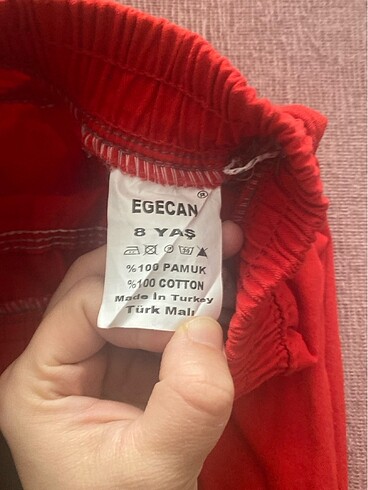 EGECAN
8 YAŞ
%100 PAMUK
%100 COTTON
Made In Turkey
Türk Malı